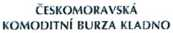 ČESKOMORAVSKÁ
KOMODITNÍ BURZA KLADNO